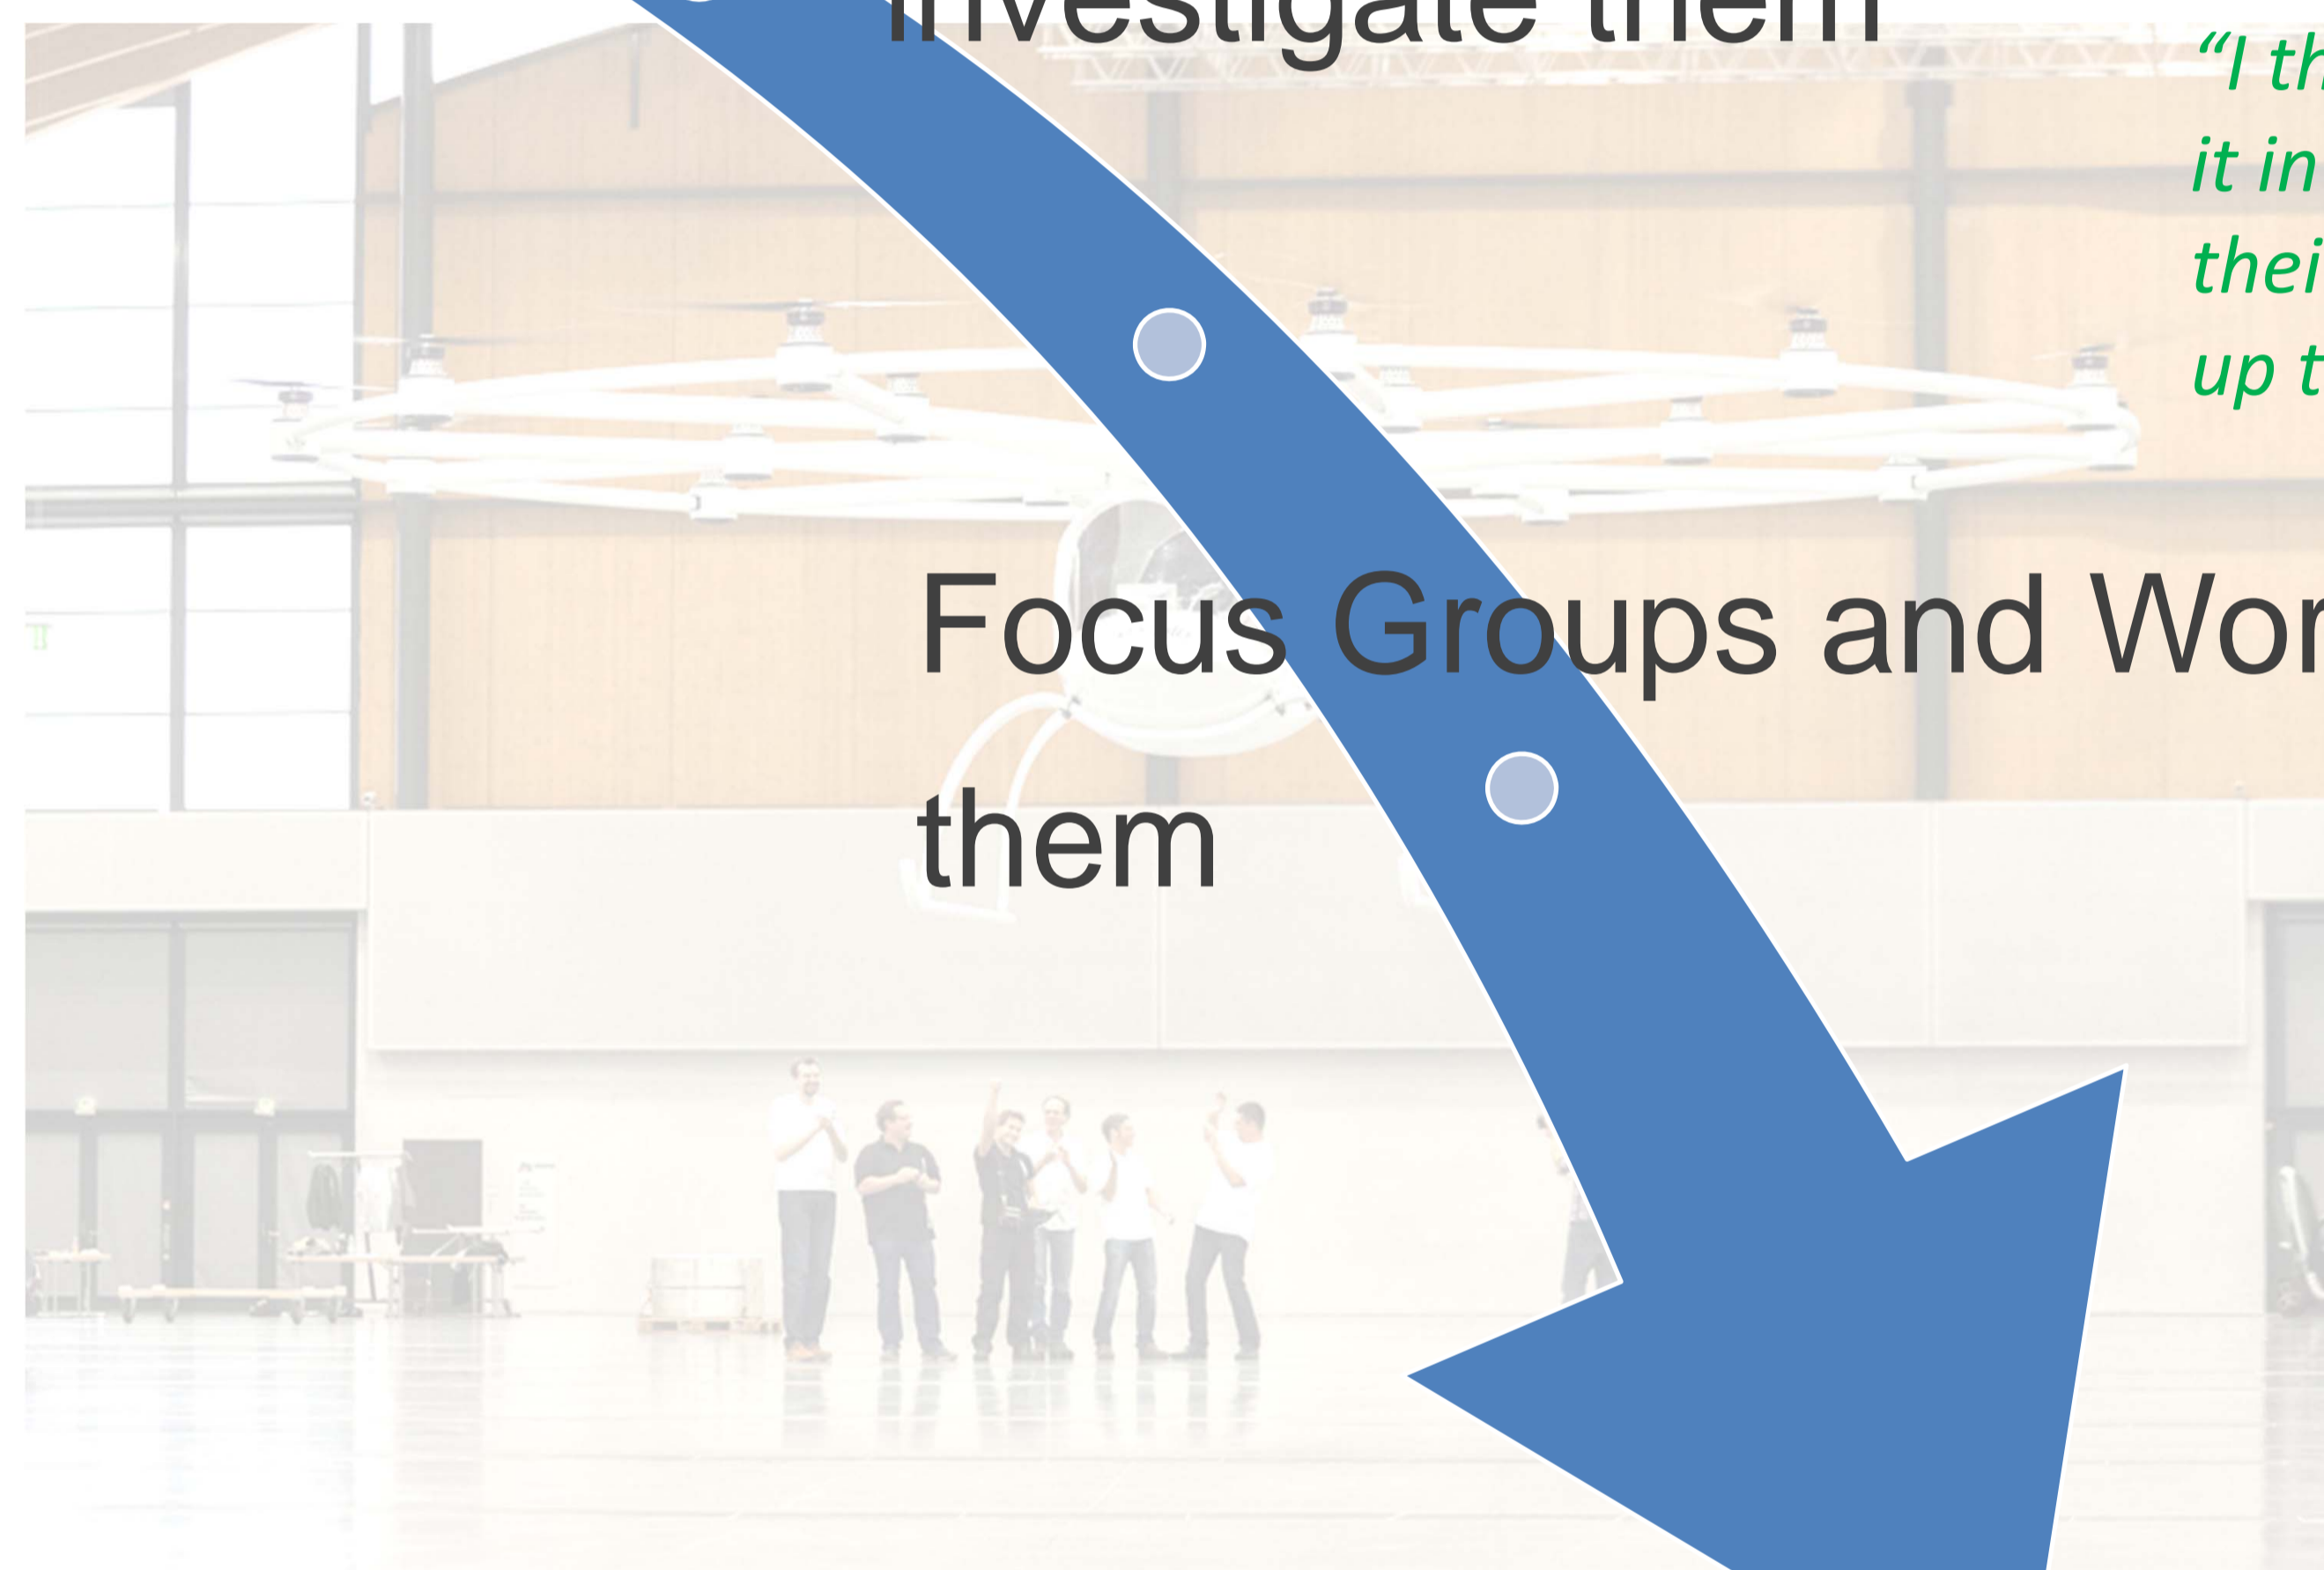 investigate them
"I th
it in
thei
up t
Focus Groups and Wor
them